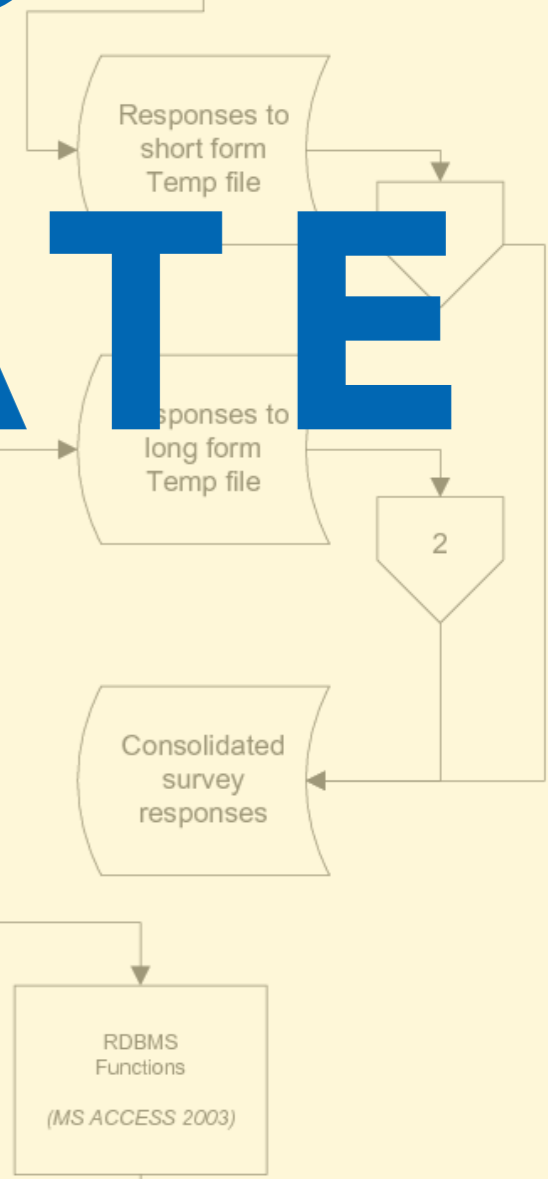 Responses to
short form
Temp file
ATE
sponses to
long form
Temp file
2
Consolidated
survey
responses
RDBMS
Functions
(MS ACCESS 2003)